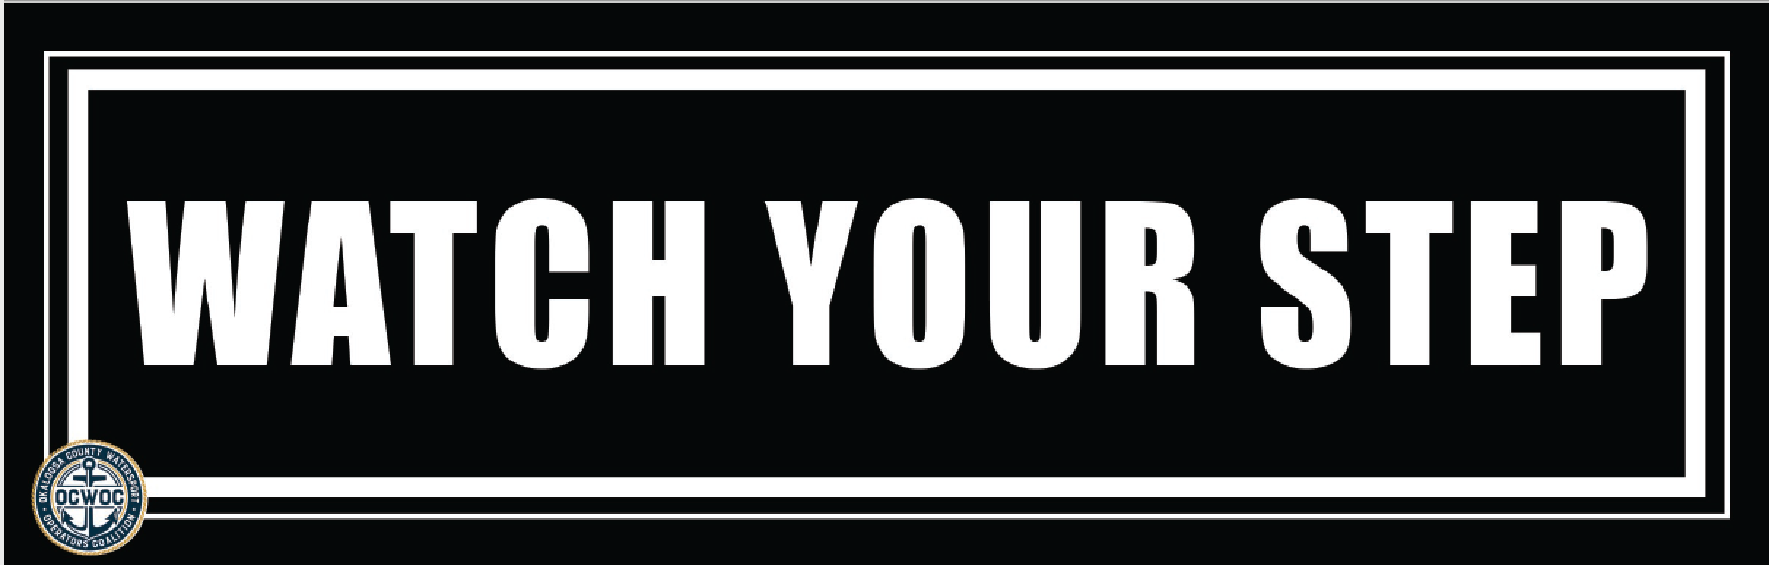 WATCH YOUR STEP
OKALOOSA COUNTY WATERSPORT
OCWOC
OPERATORS COALITION